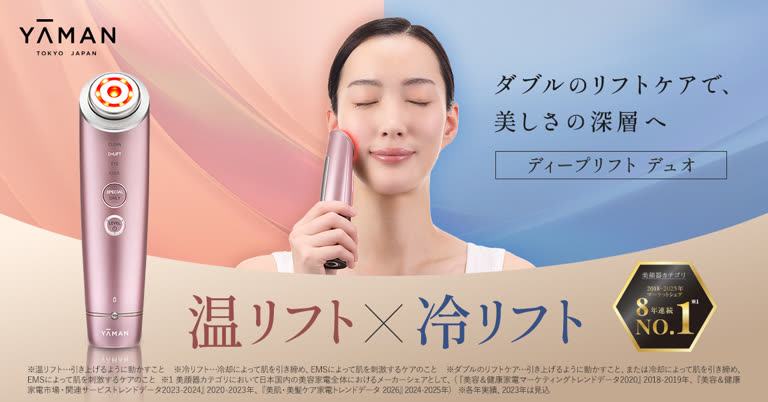 YĀMAN
TOKYO JAPAN
ダブルのリフトケアで、
美しさの深層へ
ディープリフト デュオ
CLEAN
D•LIFT
EYE
COOL
SPECIAL
DAILY
LEVEL
YĀMAN
温リフト×冷リフト
美顔器カテゴリ
2018-2025年
マーケットシェア
8年連続
NO.1※1
※温リフト…引き上げるように動かすこと ※冷リフト…冷却によって肌を引き締め、EMSによって肌を刺激するケアのこと ※ダブルのリフトケア…引き上げるように動かすこと、または冷却によって肌を引き締め、
EMSによって肌を刺激するケアのこと ※1 美顔器カテゴリにおいて日本国内の美容家電全体におけるメーカーシェアとして、(『美容&健康家電マーケティングトレンドデータ2020』2018-2019年、『美容&健康
家電市場・関連サービストレンドデータ2023-2024』2020-2023年、『美肌・美髪ケア家電トレンドデータ 2026』2024-2025年) ※各年実績、2023年は見込